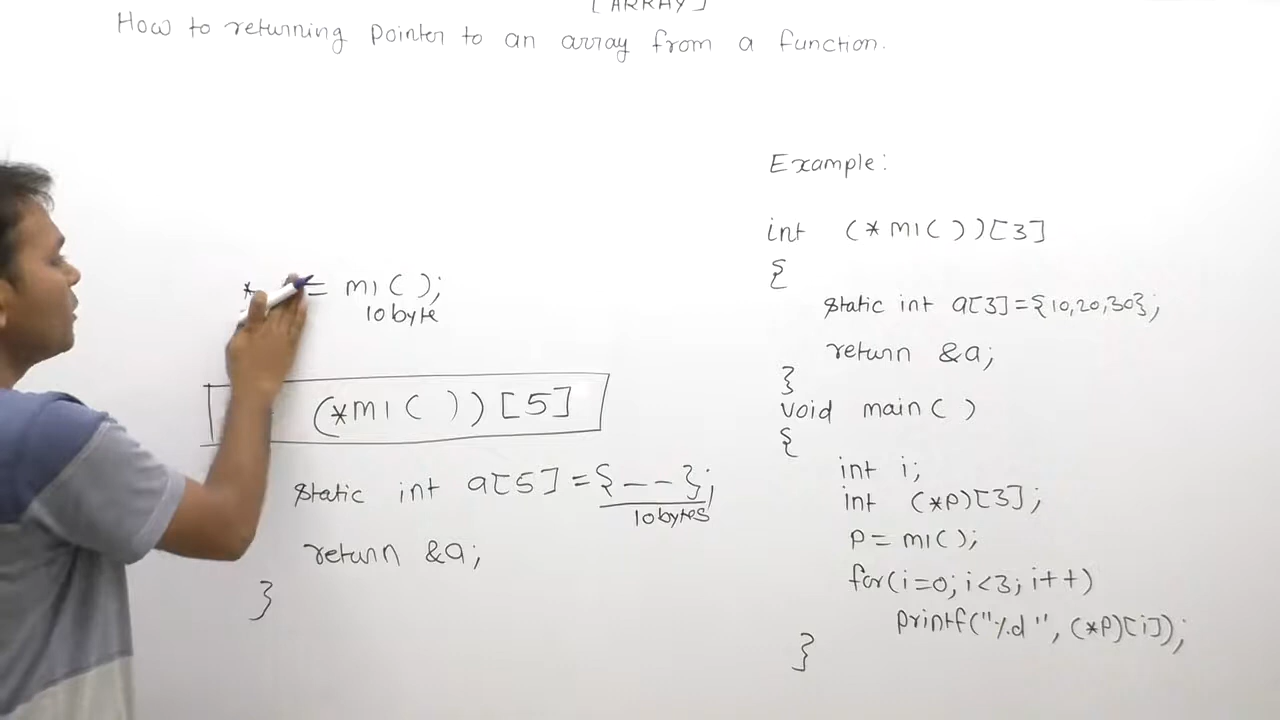 [ARRAY]
How to returning pointer to an array from a function.
* = m1( );
10byte
(*m1( ))[5]
static int a[5]={_ _};
10bytes
return &a;
}
Example:
int (*m1( ))[3]
{
static int a[3]={10,20,30};
return &a;
}
void main( )
{
int i;
int (*p)[3];
p=m1();
for(i=0; i<3; i++)
printf("%d", (*p)[i]);
}